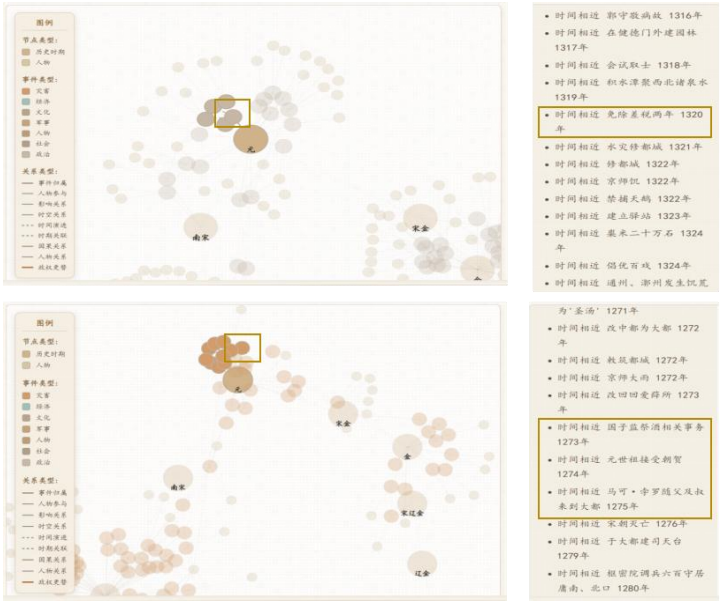 图例
节点类型:
历史时期
人物
事件类型:
灾害
经济
文化
军事
人物
社会
政治
关系类型:
事件归属
人物参与
影响关系
时空关系
时间演进
时期关联
因果关系
人物关系
政权更替
元
南宋
宋金
金
• 时间相近 郭守敬病故 1316年
• 时间相近 在健德门外建园林
1317年
• 时间相近 会试取士 1318年
• 时间相近 积水潭聚西北诸泉水
1319年
• 时间相近 免除差税两年 1320
年
• 时间相近 水灾修都城 1321年
• 时间相近 修都城 1322年
• 时间相近 京师饥 1322年
• 时间相近 禁捕天鹅 1322年
• 时间相近 建立驿站 1323年
• 时间相近 粜米二十万石 1324
年
• 时间相近 倡优百戏 1324年
• 时间相近 通州、漷州发生饥荒
图例
节点类型:
历史时期
人物
事件类型:
灾害
经济
文化
军事
人物
社会
政治
关系类型:
事件归属
人物参与
影响关系
时空关系
时间演进
时期关联
因果关系
人物关系
政权更替
元
宋金
金
南宋
宋辽金
辽金
为‘圣汤’ 1271年
• 时间相近 改中都为大都 1272
年
• 时间相近 敕筑都城 1272年
• 时间相近 京师大雨 1272年
• 时间相近 改回回爱薛所 1273
年
• 时间相近 国子监祭酒相关事务
1273年
• 时间相近 元世祖接受朝贺
1274年
• 时间相近 马可·李罗随父及叔
来到大都 1275年
• 时间相近 宋朝灭亡 1276年
• 时间相近 于大都建司天台
1279年
• 时间相近 枢密院调兵六百守居
庸南、北口 1280年